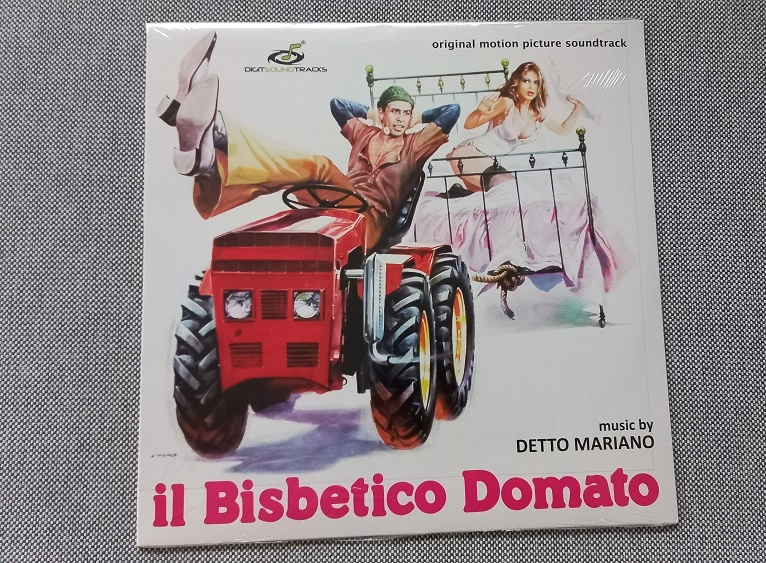 DIGITSOUNDTRACKS
original motion picture soundtrack
music by
DETTO MARIANO
il Bisbetico Domato